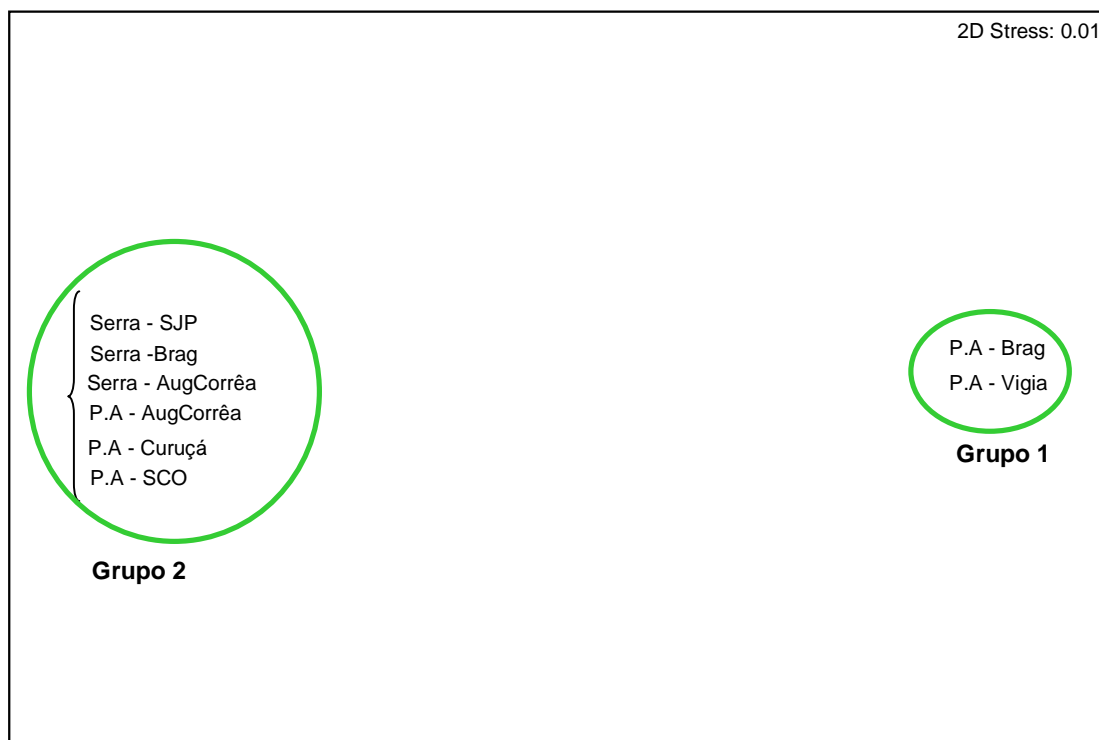 2D Stress: 0.01
Serra - SJP
Serra -Brag
Serra - AugCorrêa
P.A - AugCorrêa
P.A - Curuçá
P.A - SCO
Grupo 2
P.A - Brag
P.A - Vigia
Grupo 1